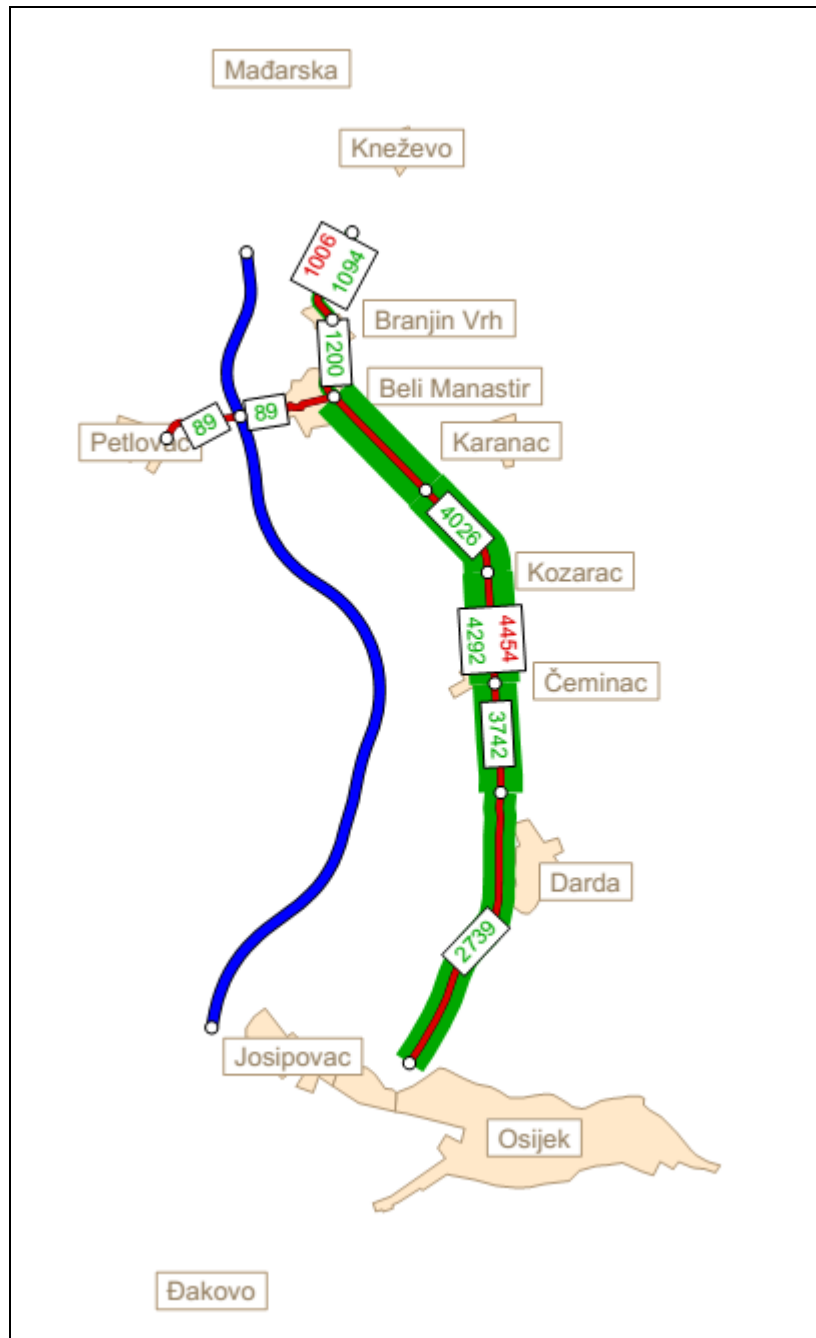 Mađarska
Kneževo
1006
1094
Branjin Vrh
1200
Beli Manastir
89
89
Petlovac
Karanac
4026
Kozarac
4454
4292
Čeminac
3742
Darda
2739
Josipovac
Osijek
Đakovo